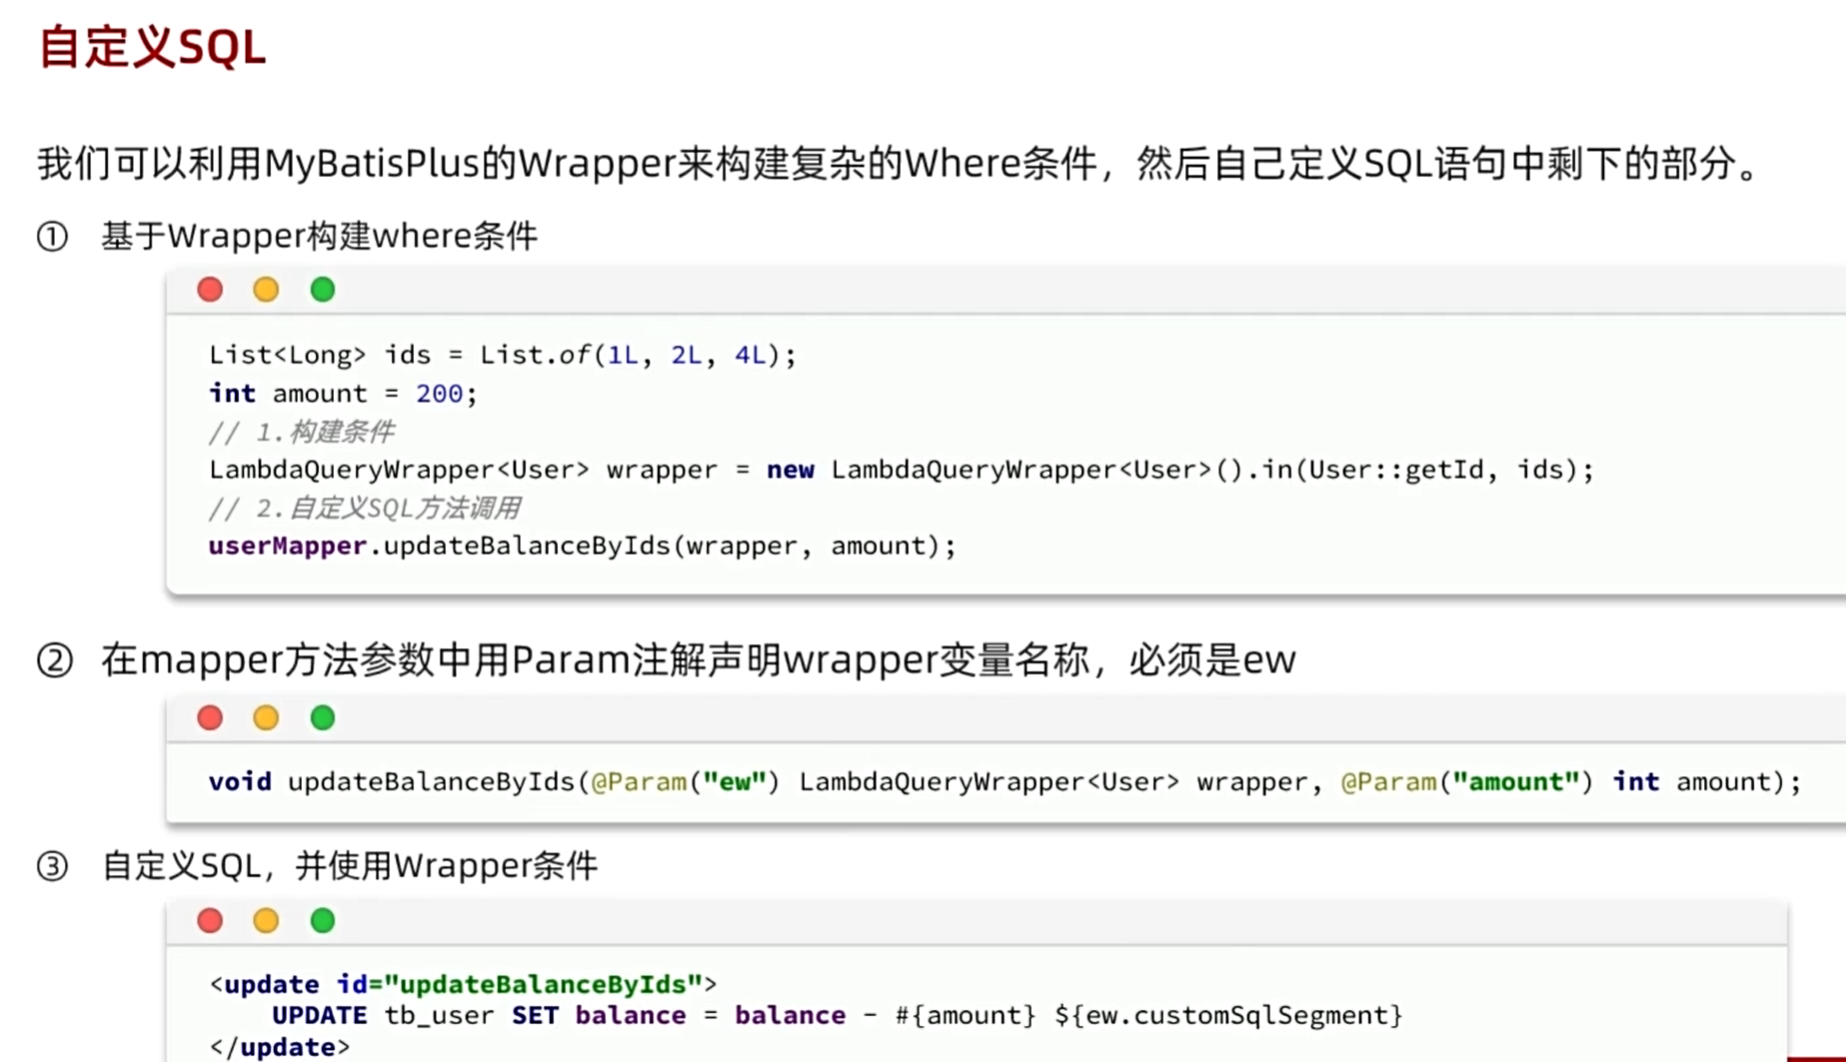 自定义SQL
我们可以利用MyBatisPlus的Wrapper来构建复杂的Where条件，然后自己定义SQL语句中剩下的部分。
① 基于Wrapper构建where条件
List<Long> ids = List.of(1L, 2L, 4L);
int amount = 200;
// 1.构建条件
LambdaQueryWrapper<User> wrapper = new LambdaQueryWrapper<User>().in(User::getId, ids);
// 2.自定义SQL方法调用
userMapper.updateBalanceByIds(wrapper, amount);
② 在mapper方法参数中用Param注解声明wrapper变量名称，必须是ew
void updateBalanceByIds(@Param("ew") LambdaQueryWrapper<User> wrapper, @Param("amount") int amount);
③ 自定义SQL，并使用Wrapper条件
<update id="updateBalanceByIds">
    UPDATE tb_user SET balance = balance - #{amount} ${ew.customSqlSegment}
</update>